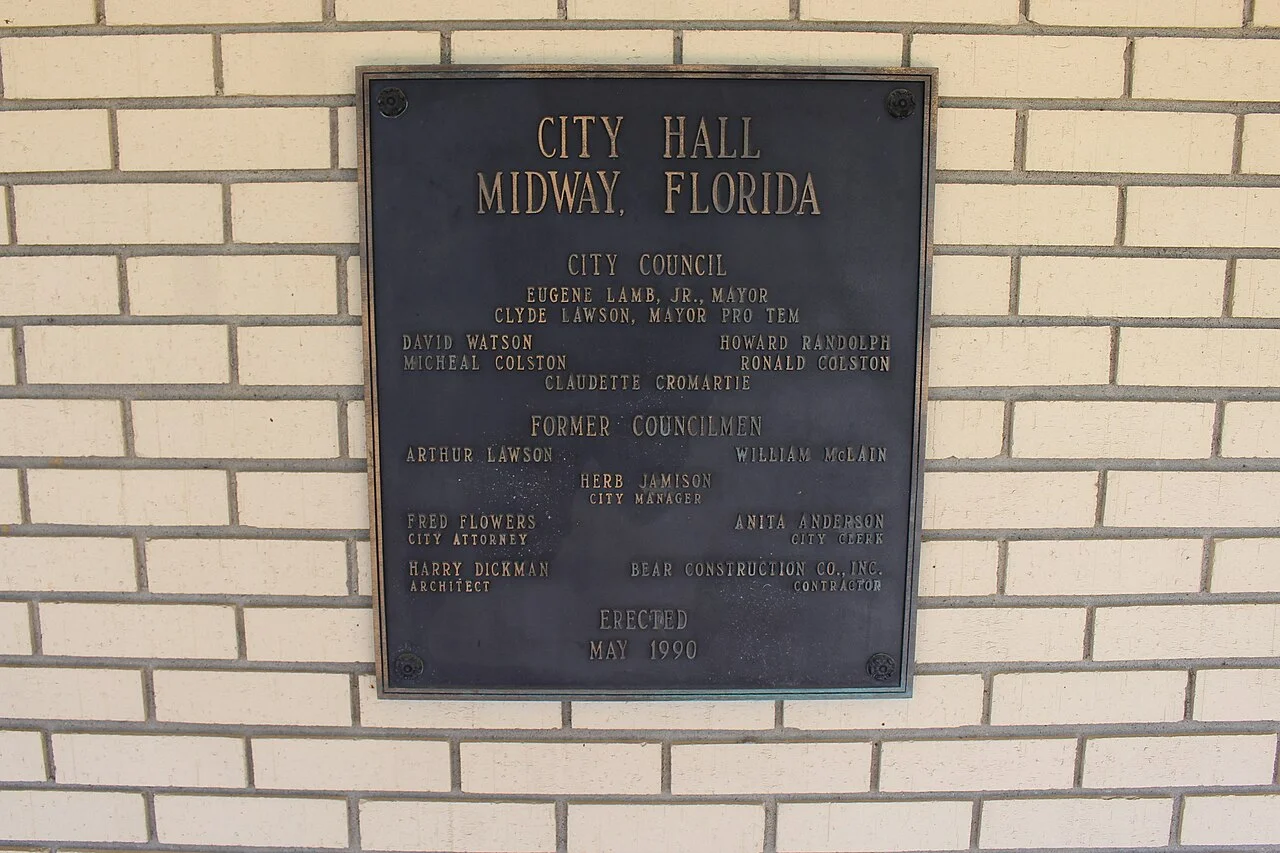 CITY HALL
MIDWAY, FLORIDA
CITY COUNCIL
EUGENE LAMB, JR., MAYOR
CLYDE LAWSON, MAYOR PRO TEM
DAVID WATSON HOWARD RANDOLPH
MICHEAL COLSTON RONALD COLSTON
CLAUDETTE CROMARTIE
FORMER COUNCILMEN
ARTHUR LAWSON WILLIAM McLAIN
HERB JAMISON
CITY MANAGER
FRED FLOWERS ANITA ANDERSON
CITY ATTORNEY CITY CLERK
HARRY DICKMAN BEAR CONSTRUCTION CO., INC.
ARCHITECT CONTRACTOR
ERECTED
MAY 1990